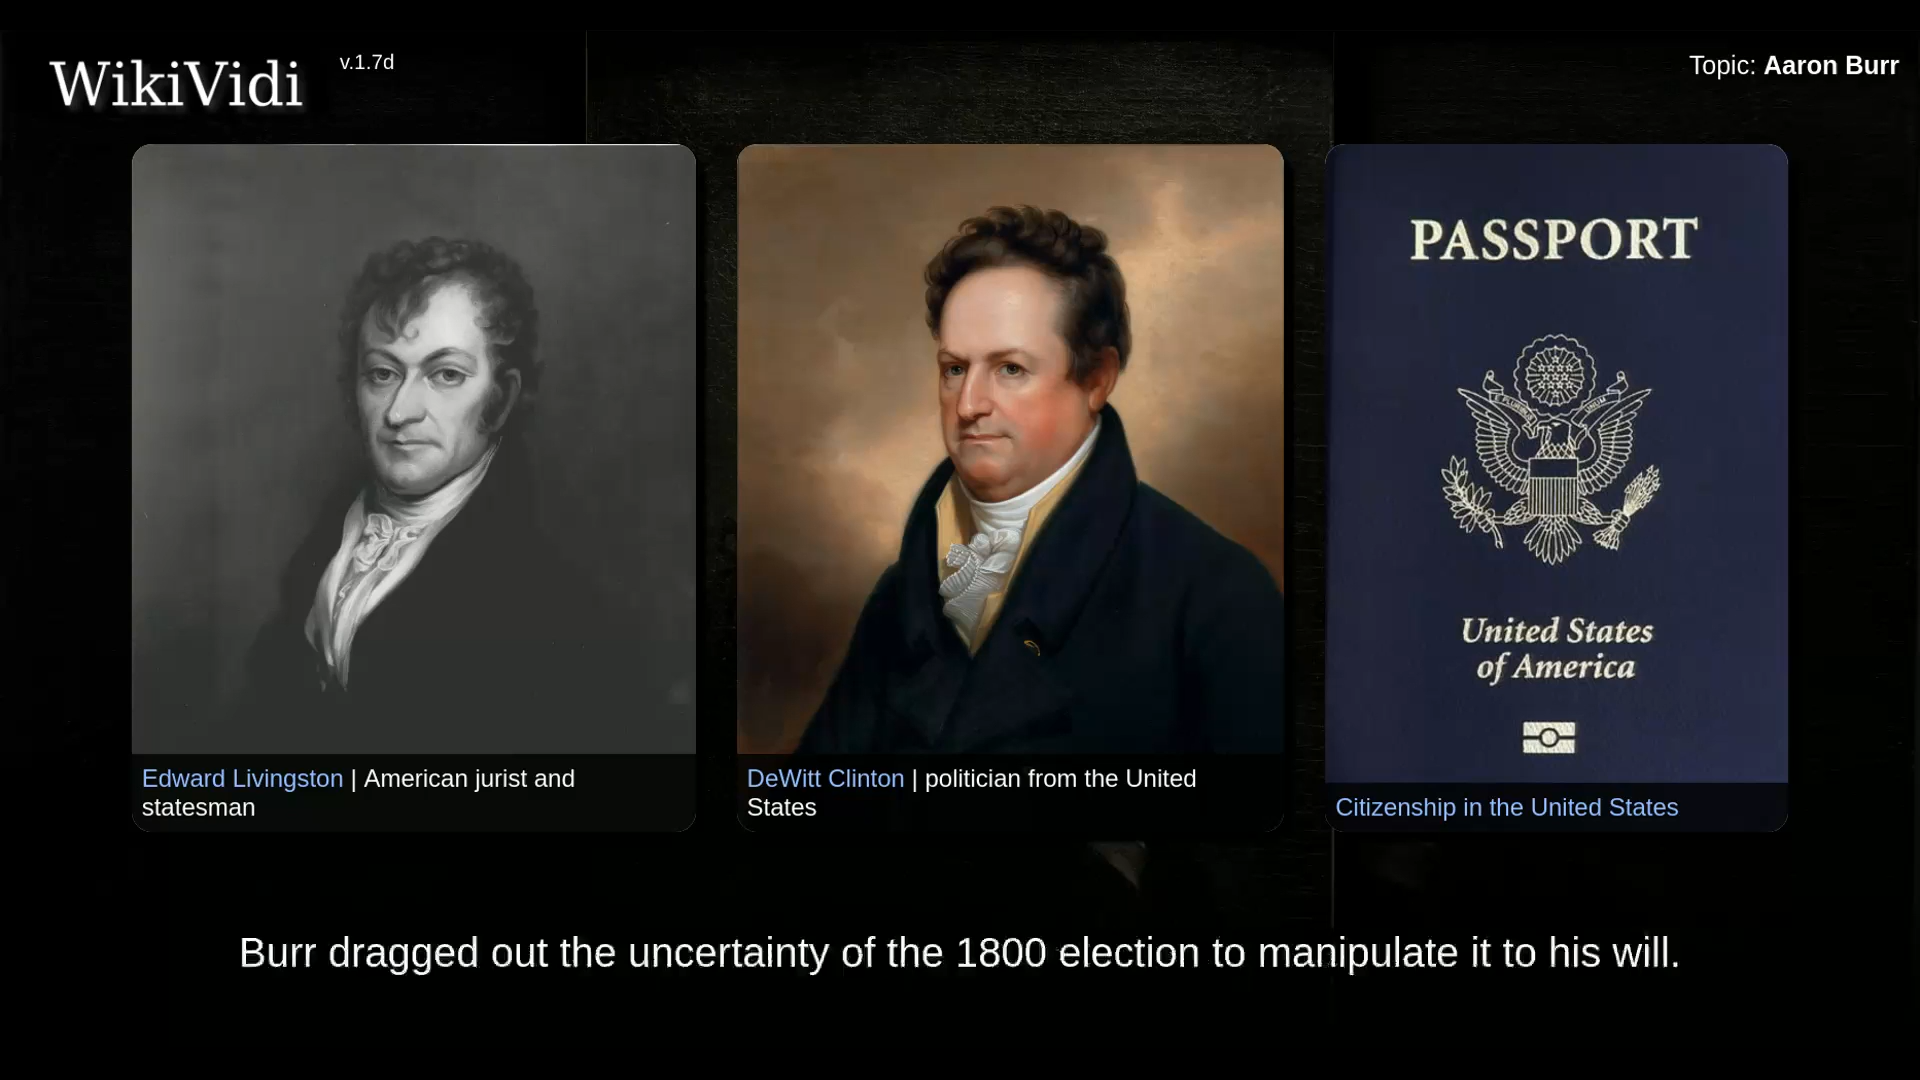 WikiVidi
v.1.7d
Topic: Aaron Burr
PASSPORT
E PLURIBUS UNUM
United States
of America
Edward Livingston | American jurist and
statesman
DeWitt Clinton | politician from the United
States
Citizenship in the United States
Burr dragged out the uncertainty of the 1800 election to manipulate it to his will.